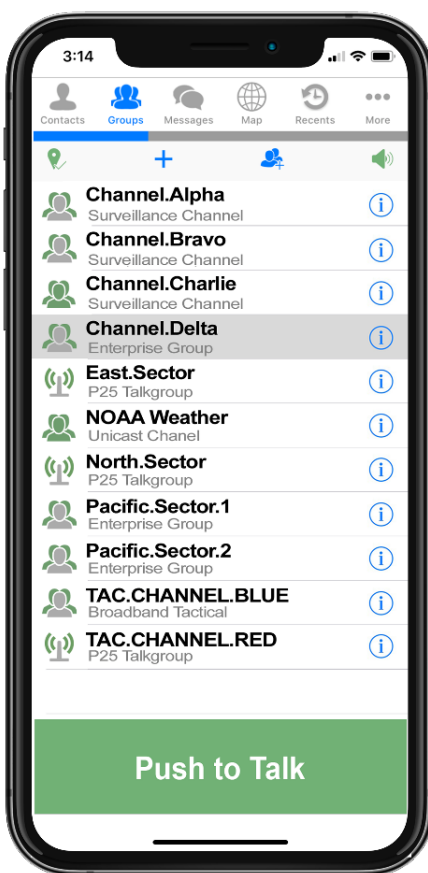 3:14
Contacts Groups Messages Map Recents More
Channel.Alpha
Surveillance Channel
Channel.Bravo
Surveillance Channel
Channel.Charlie
Surveillance Channel
Channel.Delta
Enterprise Group
East.Sector
P25 Talkgroup
NOAA Weather
Unicast Chanel
North.Sector
P25 Talkgroup
Pacific.Sector.1
Enterprise Group
Pacific.Sector.2
Enterprise Group
TAC.CHANNEL.BLUE
Broadband Tactical
TAC.CHANNEL.RED
P25 Talkgroup
Push to Talk